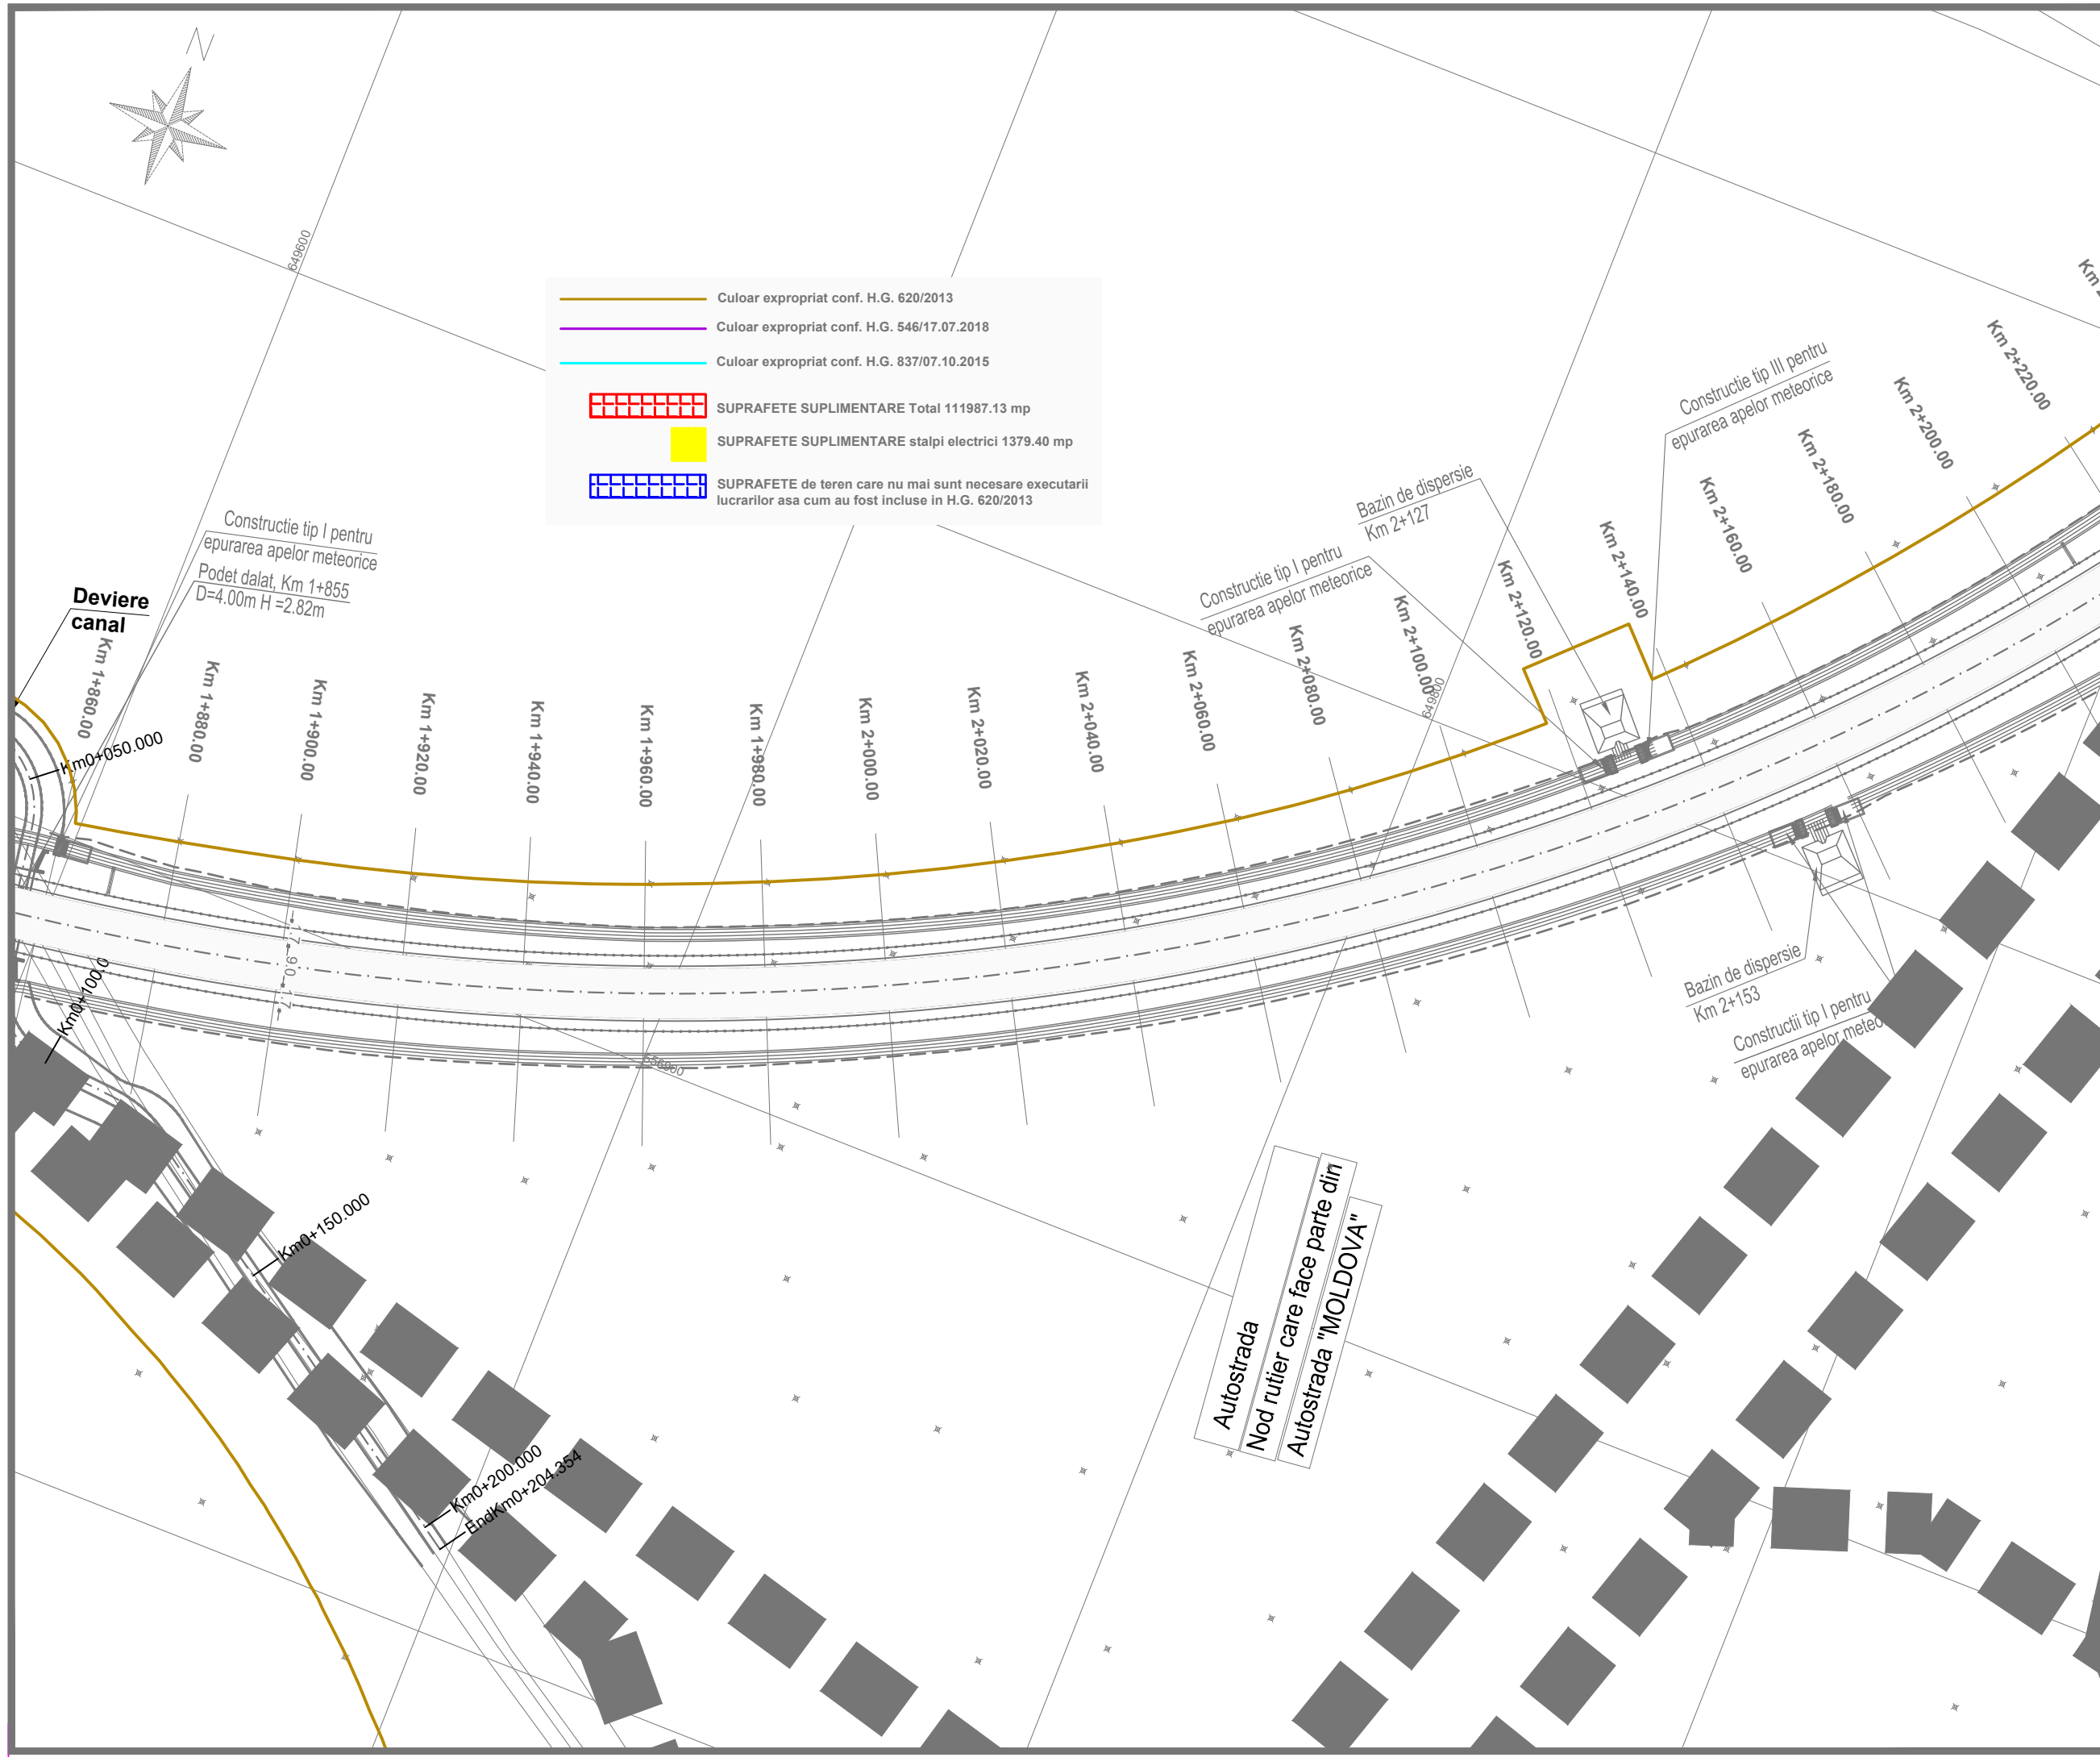 N
649600
Culoar expropriat conf. H.G. 620/2013
Culoar expropriat conf. H.G. 546/17.07.2018
Culoar expropriat conf. H.G. 837/07.10.2015
SUPRAFETE SUPLIMENTARE Total 111987.13 mp
SUPRAFETE SUPLIMENTARE stalpi electrici 1379.40 mp
SUPRAFETE de teren care nu mai sunt necesare executarii
lucrarilor asa cum au fost incluse in H.G. 620/2013
Constructie tip I pentru
epurarea apelor meteorice
Podet dalat, Km 1+855
D=4.00m H =2.82m
Deviere
canal
Km 1+860.00
Km 1+880.00
Km 1+900.00
Km 1+920.00
Km 1+940.00
Km 1+960.00
Km 1+980.00
Km 2+000.00
Km 2+020.00
Km 2+040.00
Km 2+060.00
Km 2+080.00
Km 2+100.00
Km 2+120.00
Km 2+140.00
Km 2+160.00
Km 2+180.00
Km 2+200.00
Km 2+220.00
Km
Constructie tip I pentru
epurarea apelor meteorice
Bazin de dispersie
Km 2+127
Constructie tip III pentru
epurarea apelor meteorice
649800
Km0+050.000
Km0+100.0
Km0+150.000
Km0+200.000
EndKm0+204.354
Bazin de dispersie
Km 2+153
Constructii tip I pentru
epurarea apelor meteo
Autostrada
Nod rutier care face parte din
Autostrada "MOLDOVA"